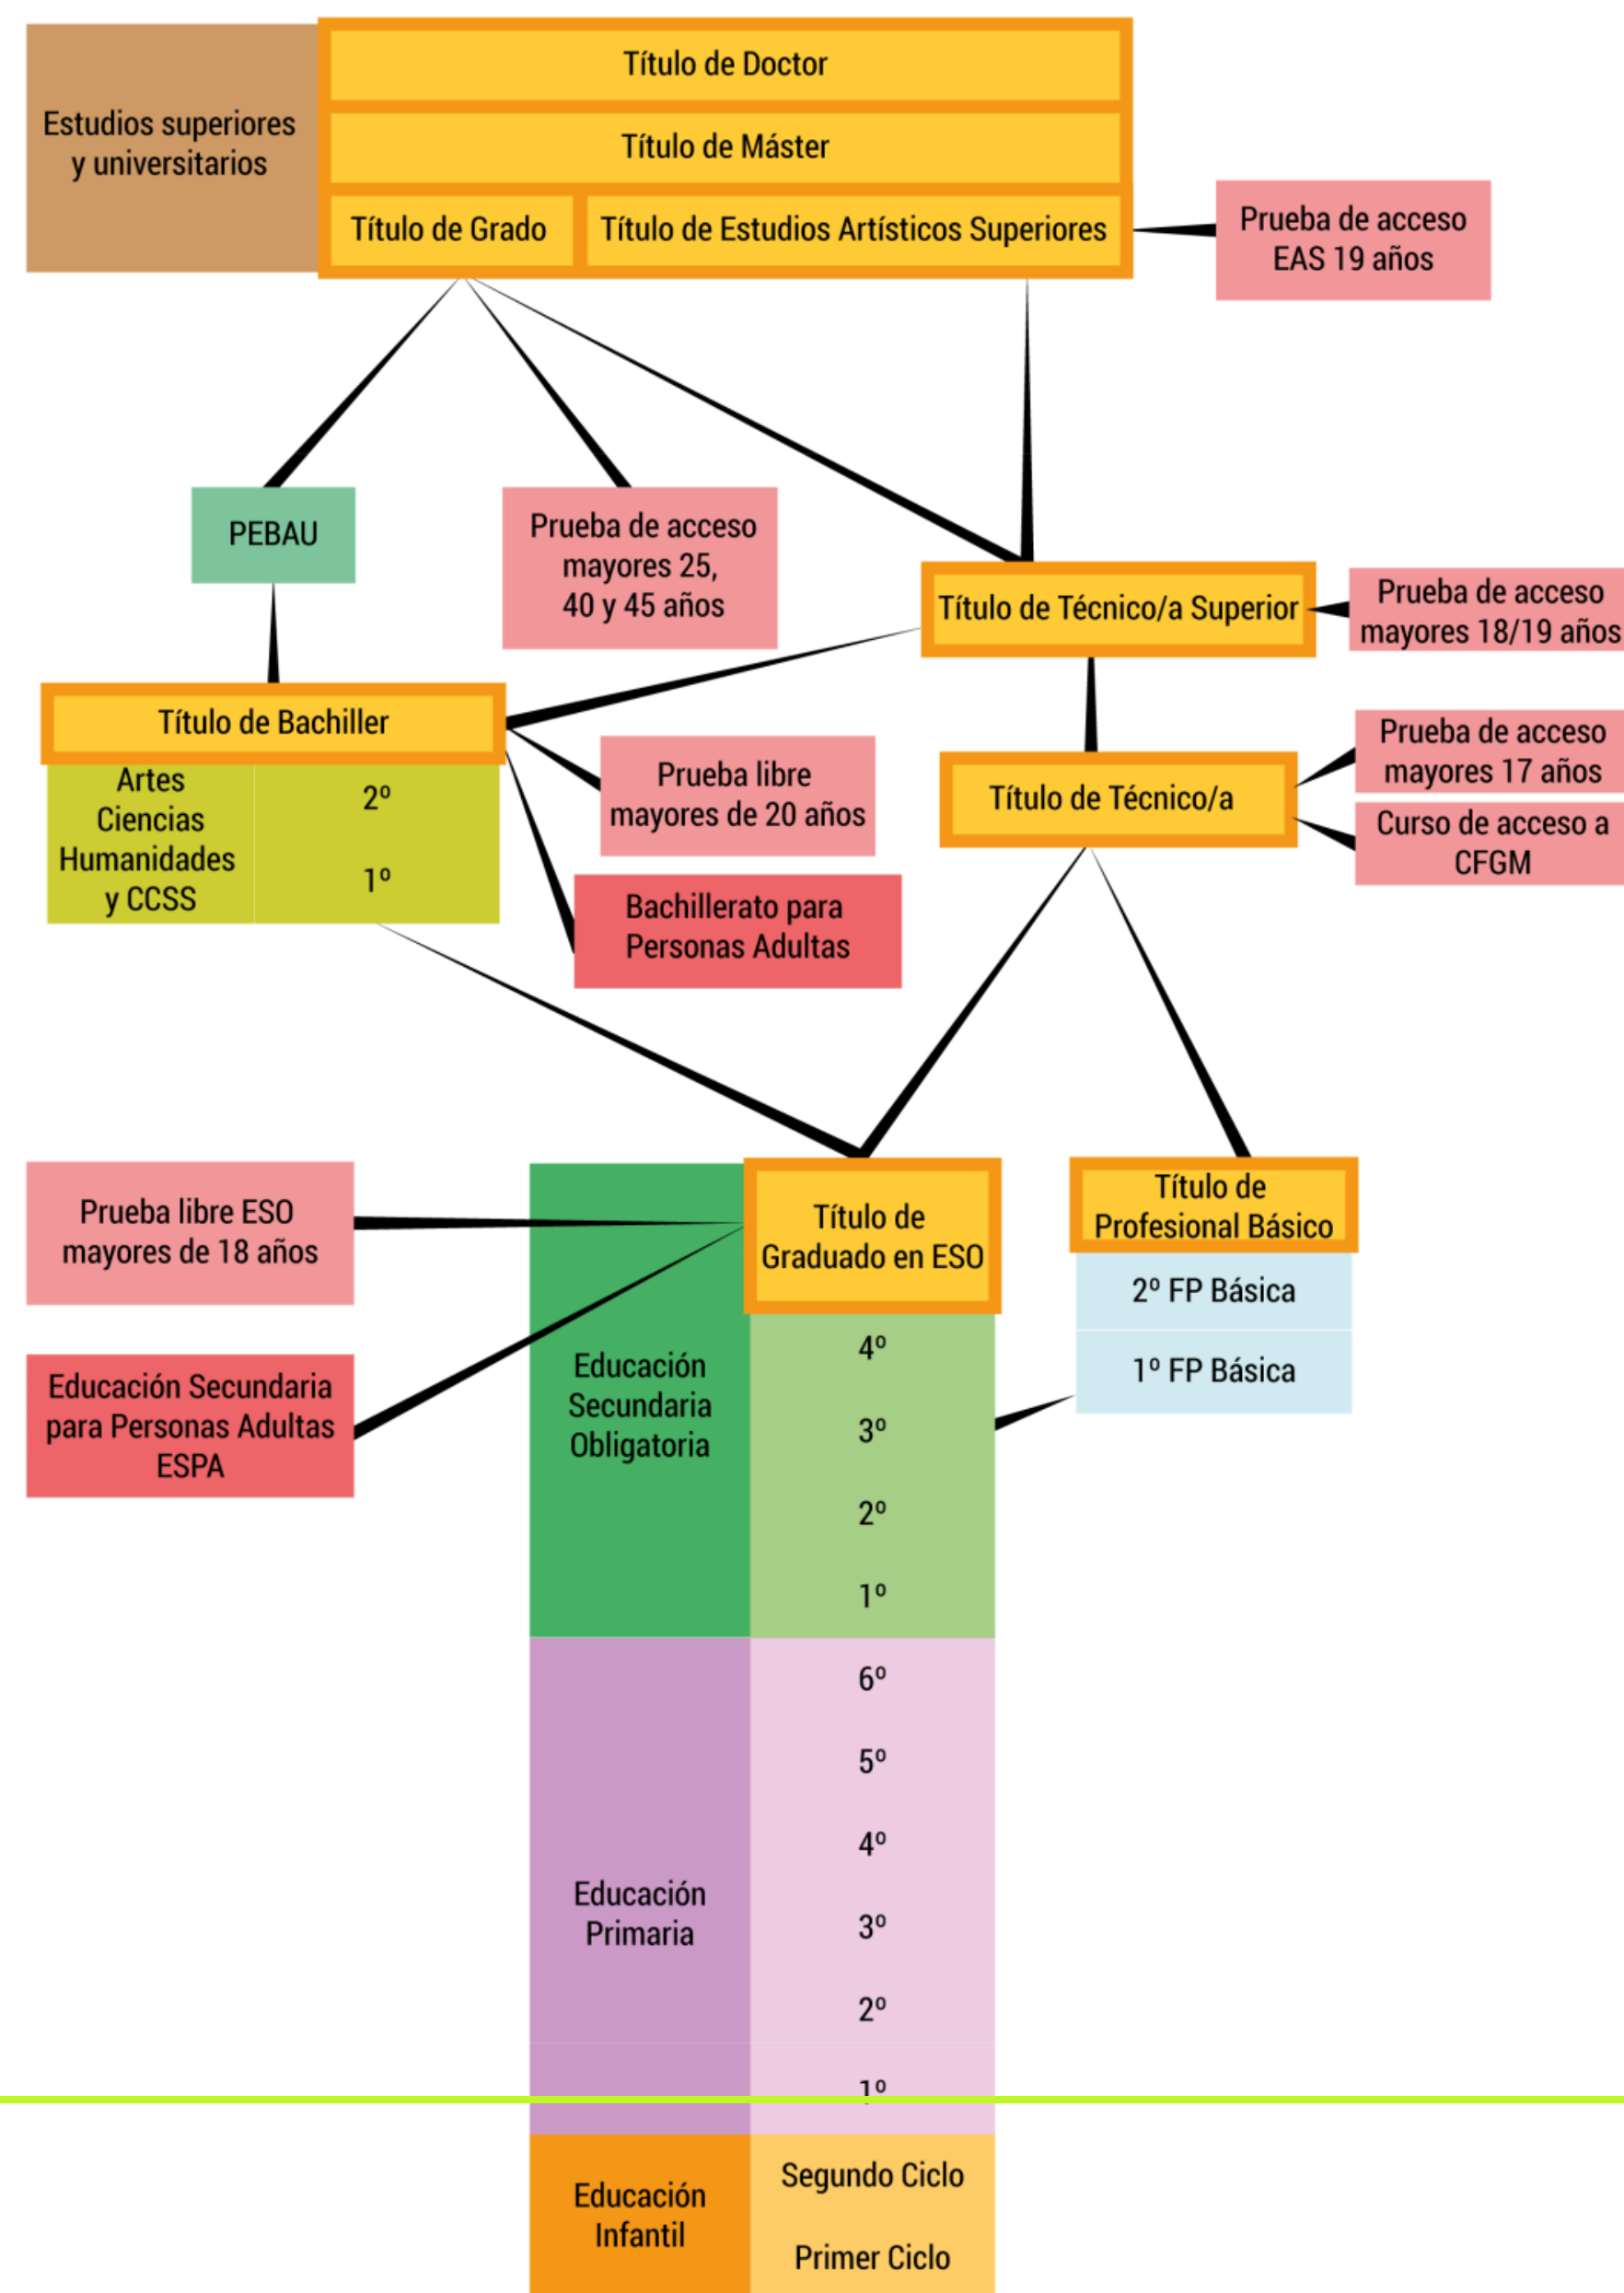 Título de Doctor
Estudios superiores
y universitarios
Título de Máster
Título de Grado
Título de Estudios Artísticos Superiores
Prueba de acceso
EAS 19 años
PEBAU
Prueba de acceso
mayores 25,
40 y 45 años
Título de Técnico/a Superior
Prueba de acceso
mayores 18/19 años
Título de Bachiller
Artes
Ciencias
Humanidades
y CCSS
2º
1º
Prueba libre
mayores de 20 años
Bachillerato para
Personas Adultas
Título de Técnico/a
Prueba de acceso
mayores 17 años
Curso de acceso a
CFGM
Prueba libre ESO
mayores de 18 años
Educación Secundaria
para Personas Adultas
ESPA
Título de
Graduado en ESO
Título de
Profesional Básico
2º FP Básica
1º FP Básica
Educación
Secundaria
Obligatoria
4º
3º
2º
1º
Educación
Primaria
6º
5º
4º
3º
2º
1º
Educación
Infantil
Segundo Ciclo
Primer Ciclo